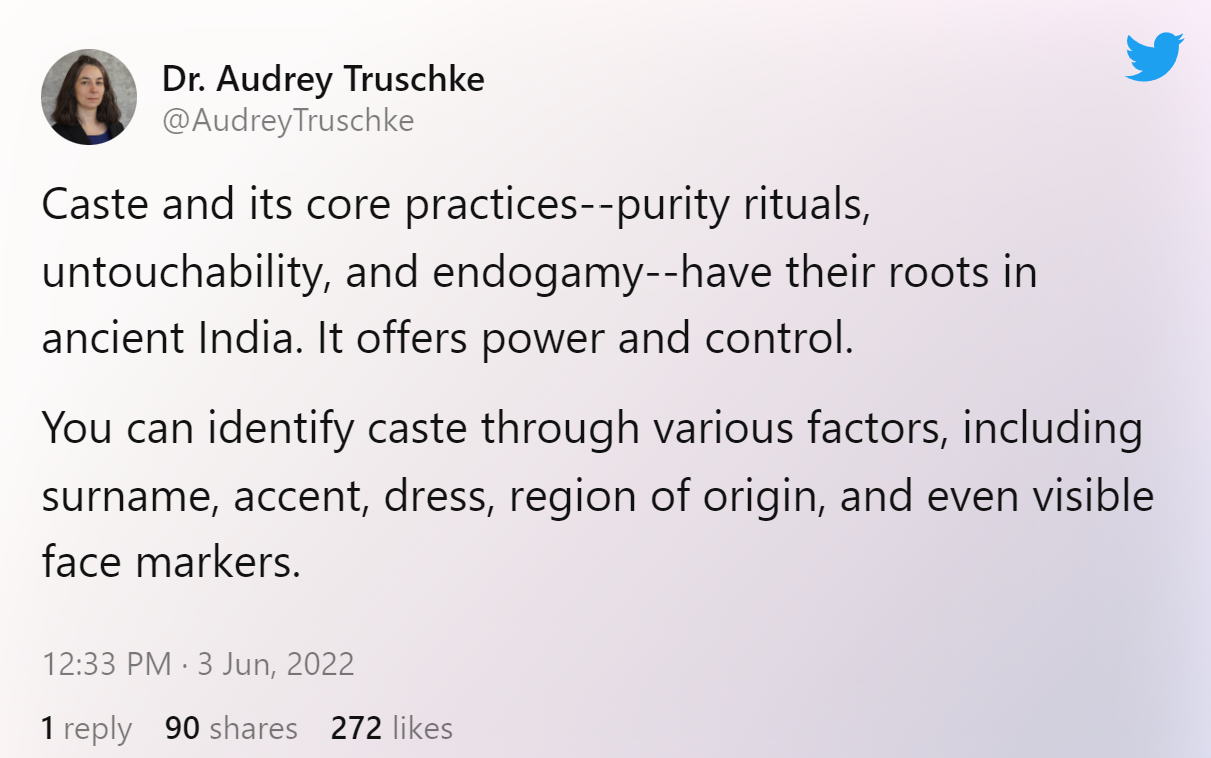 Dr. Audrey Truschke
@AudreyTruschke
Caste and its core practices--purity rituals,
untouchability, and endogamy--have their roots in
ancient India. It offers power and control.
You can identify caste through various factors, including
surname, accent, dress, region of origin, and even visible
face markers.
12:33 PM · 3 Jun, 2022
1 reply 90 shares 272 likes